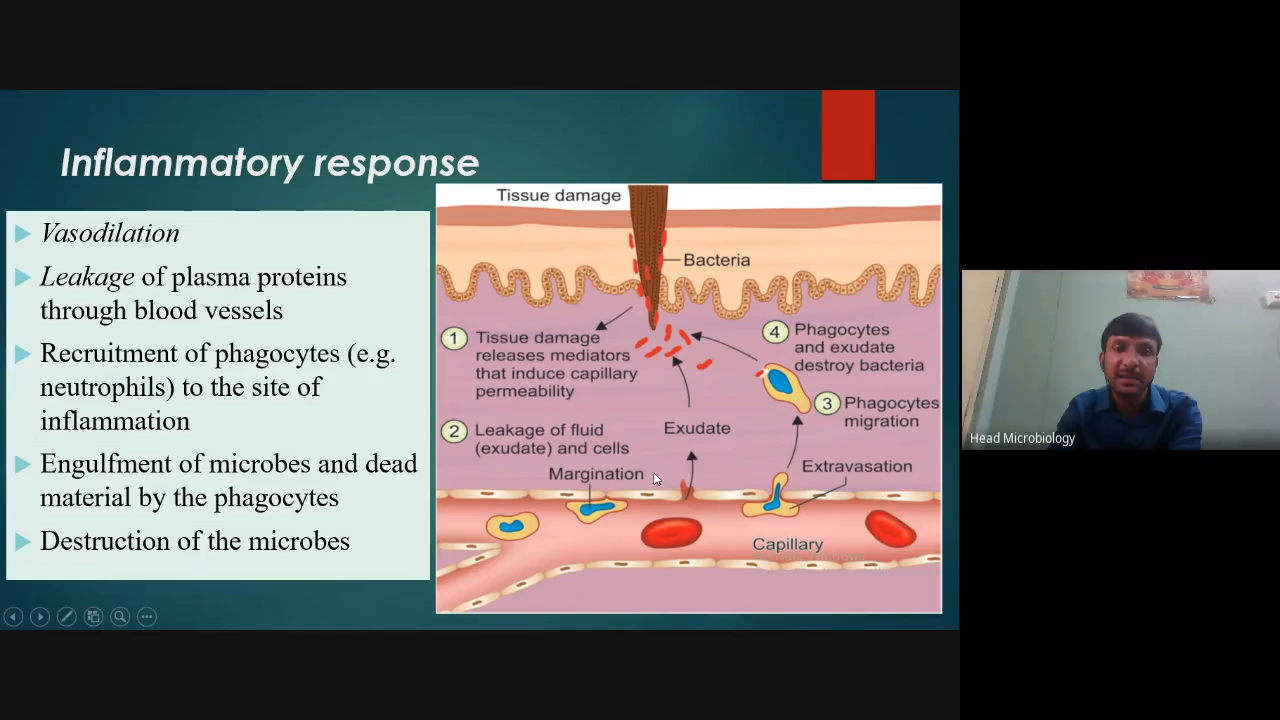 Inflammatory response
Vasodilation
Leakage of plasma proteins
through blood vessels
Recruitment of phagocytes (e.g.
neutrophils) to the site of
inflammation
Engulfment of microbes and dead
material by the phagocytes
Destruction of the microbes
Tissue damage
Bacteria
1 Tissue damage
releases mediators
that induce capillary
permeability
4 Phagocytes
and exudate
destroy bacteria
3 Phagocytes
migration
2 Leakage of fluid
(exudate) and cells
Exudate
Margination
Extravasation
Capillary
Head Microbiology